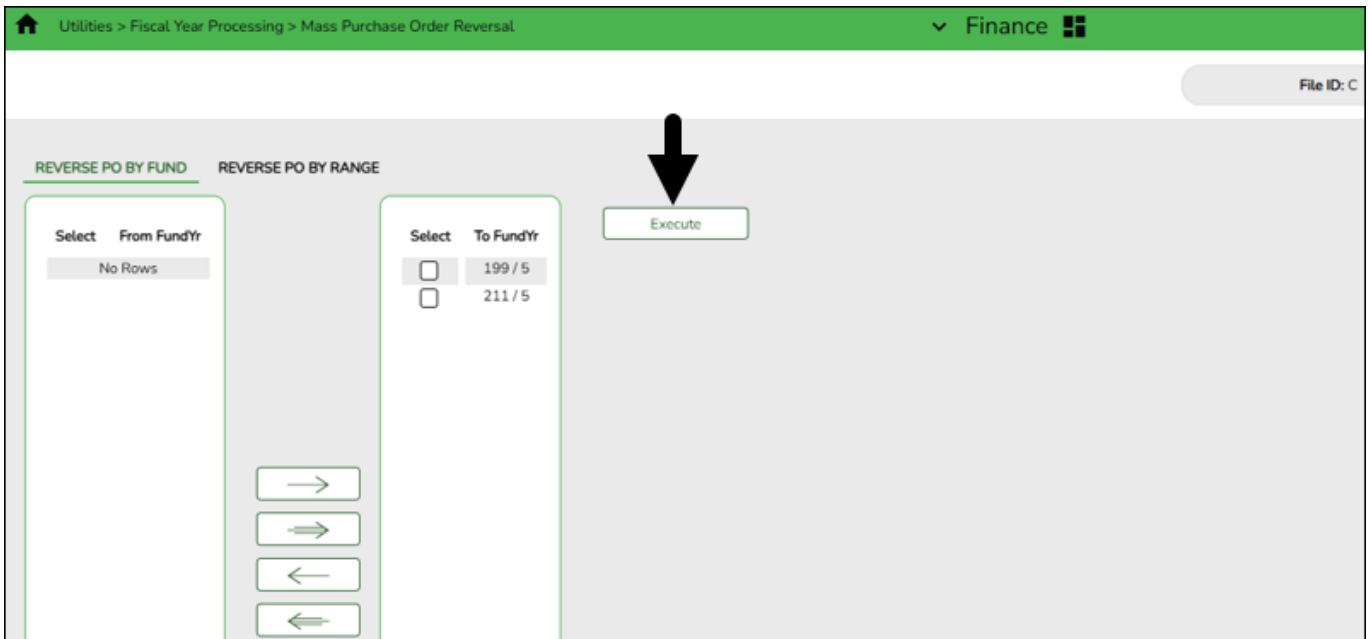 Utilities > Fiscal Year Processing > Mass Purchase Order Reversal
Finance
File ID: C
REVERSE PO BY FUND REVERSE PO BY RANGE
Select From FundYr
No Rows
Select To FundYr
199 / 5
211 / 5
Execute